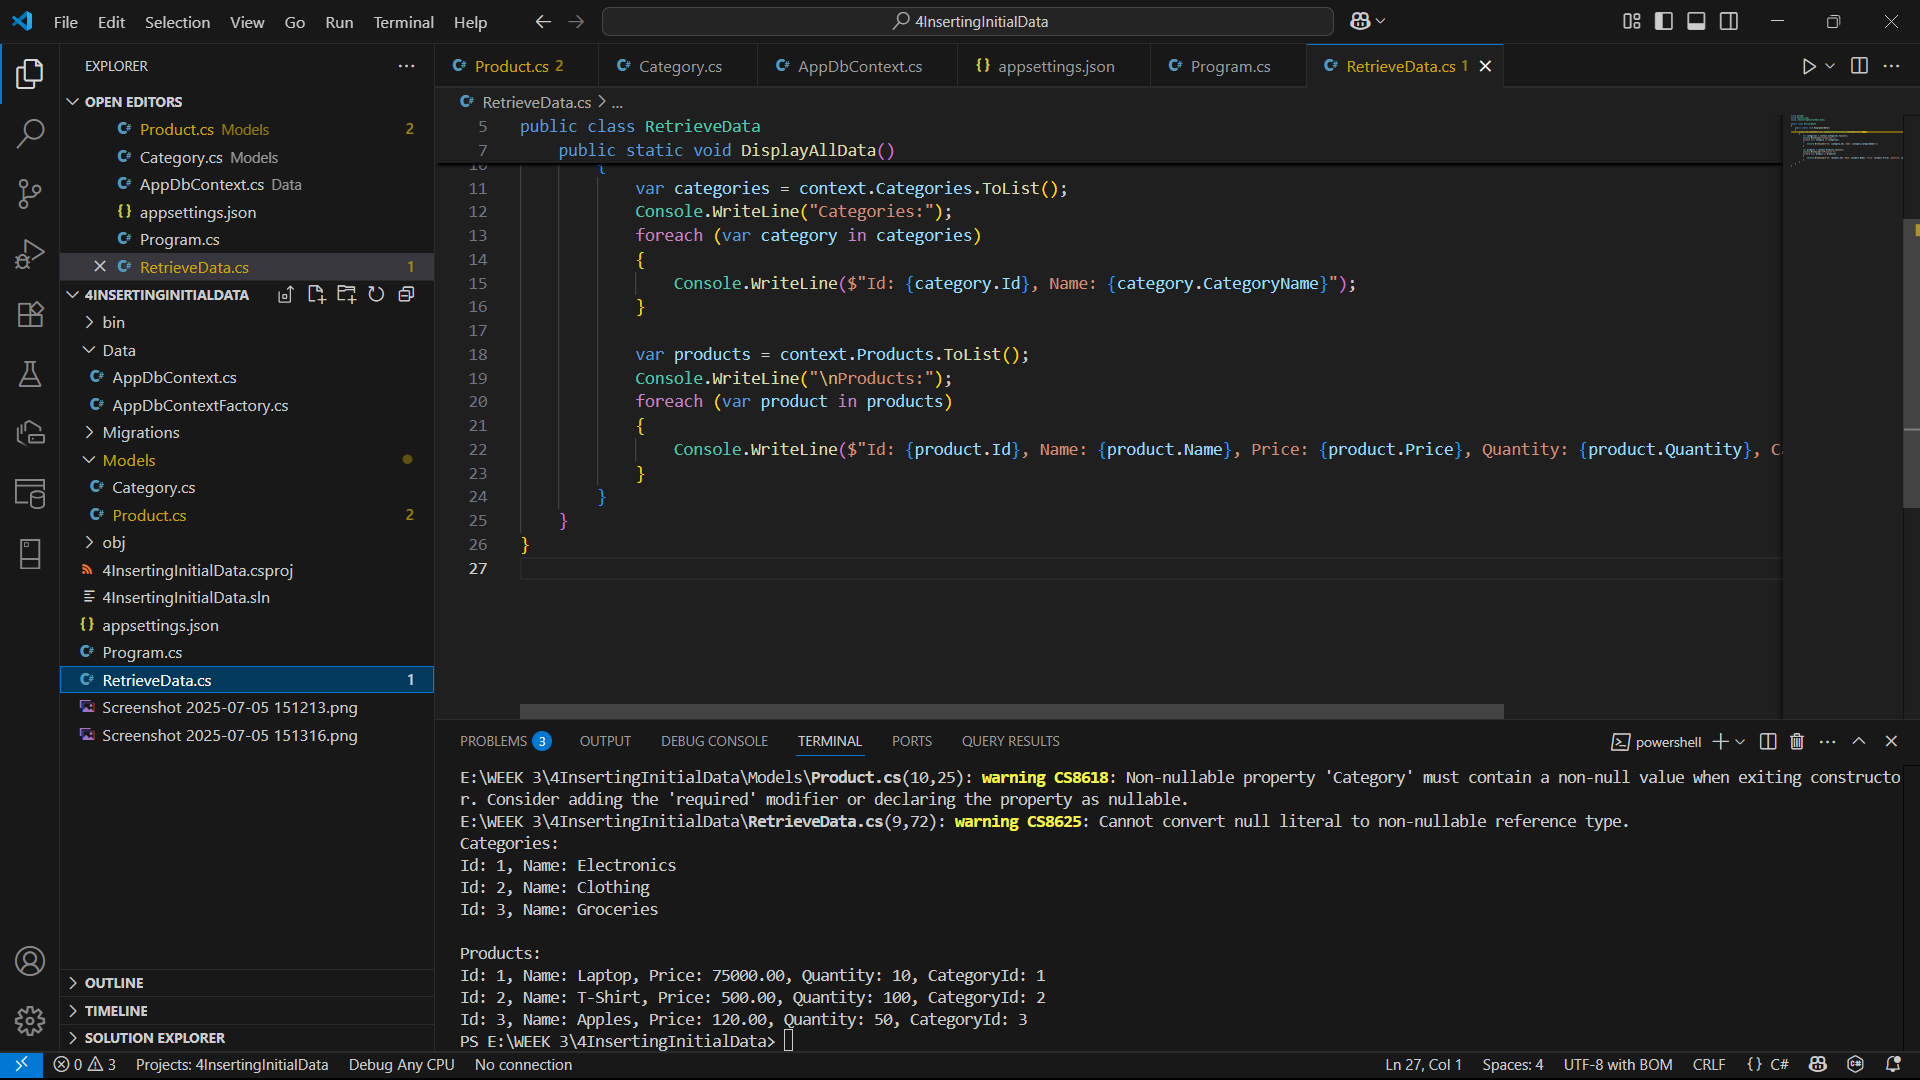 File Edit Selection View Go Run Terminal Help
4InsertingInitialData
EXPLORER
OPEN EDITORS
Product.cs Models 2
Category.cs Models
AppDbContext.cs Data
appsettings.json
Program.cs
RetrieveData.cs 1
4INSERTINGINITIALDATA
bin
Data
AppDbContext.cs
AppDbContextFactory.cs
Migrations
Models
Category.cs
Product.cs 2
obj
4InsertingInitialData.csproj
4InsertingInitialData.sln
appsettings.json
Program.cs
RetrieveData.cs 1
Screenshot 2025-07-05 151213.png
Screenshot 2025-07-05 151316.png
OUTLINE
TIMELINE
SOLUTION EXPLORER
Product.cs 2 Category.cs AppDbContext.cs appsettings.json Program.cs RetrieveData.cs 1
RetrieveData.cs > ...
5 public class RetrieveData
7 public static void DisplayAllData()
10 {
11 var categories = context.Categories.ToList();
12 Console.WriteLine("Categories:");
13 foreach (var category in categories)
14 {
15 Console.WriteLine($"Id: {category.Id}, Name: {category.CategoryName}");
16 }
17
18 var products = context.Products.ToList();
19 Console.WriteLine("\nProducts:");
20 foreach (var product in products)
21 {
22 Console.WriteLine($"Id: {product.Id}, Name: {product.Name}, Price: {product.Price}, Quantity: {product.Quantity}, Ca
23 }
24 }
25 }
26 }
27
PROBLEMS 3 OUTPUT DEBUG CONSOLE TERMINAL PORTS QUERY RESULTS
powershell
E:\WEEK 3\4InsertingInitialData\Models\Product.cs(10,25): warning CS8618: Non-nullable property 'Category' must contain a non-null value when exiting constructo
r. Consider adding the 'required' modifier or declaring the property as nullable.
E:\WEEK 3\4InsertingInitialData\RetrieveData.cs(9,72): warning CS8625: Cannot convert null literal to non-nullable reference type.
Categories:
Id: 1, Name: Electronics
Id: 2, Name: Clothing
Id: 3, Name: Groceries
Products:
Id: 1, Name: Laptop, Price: 75000.00, Quantity: 10, CategoryId: 1
Id: 2, Name: T-Shirt, Price: 500.00, Quantity: 100, CategoryId: 2
Id: 3, Name: Apples, Price: 120.00, Quantity: 50, CategoryId: 3
PS E:\WEEK 3\4InsertingInitialData>
0 3 Projects: 4InsertingInitialData Debug Any CPU No connection Ln 27, Col 1 Spaces: 4 UTF-8 with BOM CRLF {} C#